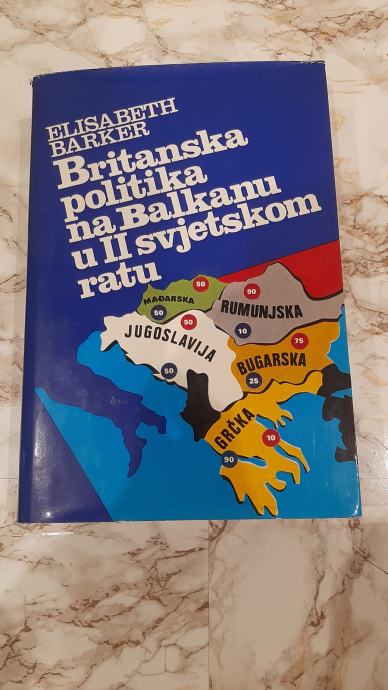 ELISABETH
BARKER
Britanska
politika
na Balkanu
u II svjetskom
ratu
50
MAĐARSKA
90
RUMUNJSKA
50
50
JUGOSLAVIJA
10
75
BUGARSKA
50
25
GRČKA
10
90